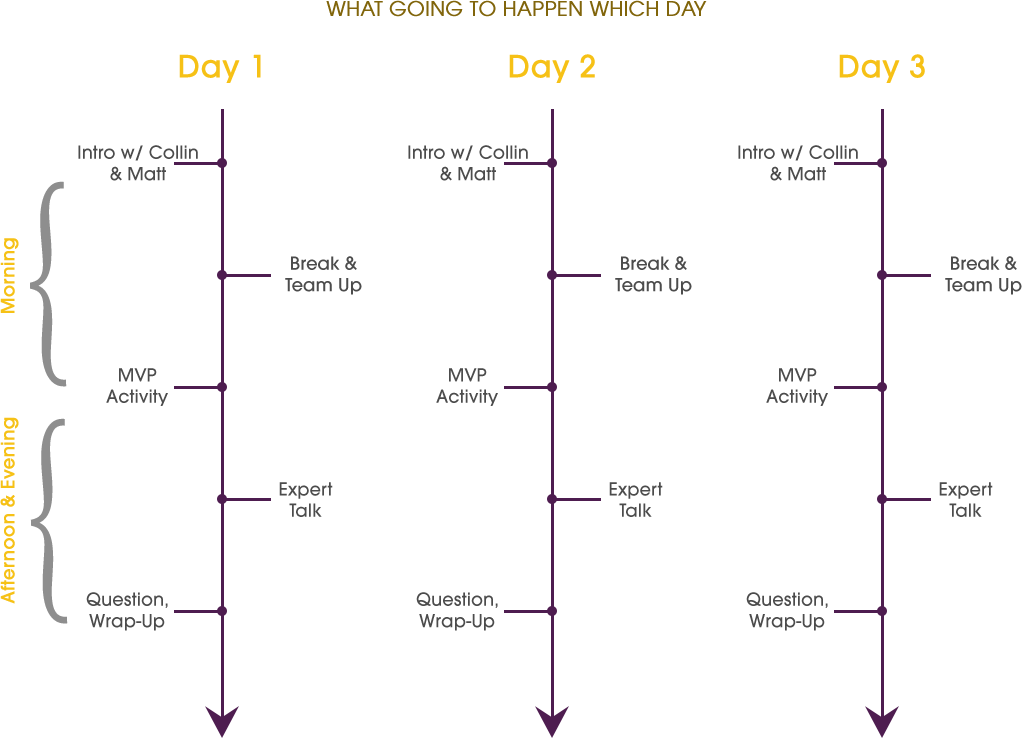 WHAT GOING TO HAPPEN WHICH DAY
Day 1
Day 2
Day 3
Morning
Afternoon & Evening
Intro w/ Collin
& Matt
Break &
Team Up
MVP
Activity
Expert
Talk
Question,
Wrap-Up
Intro w/ Collin
& Matt
Break &
Team Up
MVP
Activity
Expert
Talk
Question,
Wrap-Up
Intro w/ Collin
& Matt
Break &
Team Up
MVP
Activity
Expert
Talk
Question,
Wrap-Up